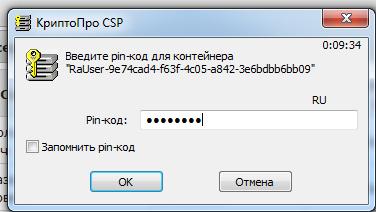 КриптоПро CSP
0:09:34
Введите pin-код для контейнера
"RaUser-9e74cad4-f63f-4c05-a842-3e6bdbb6bb09"
RU
Pin-код: ●●●●●●●●
Запомнить pin-код
OK Отмена